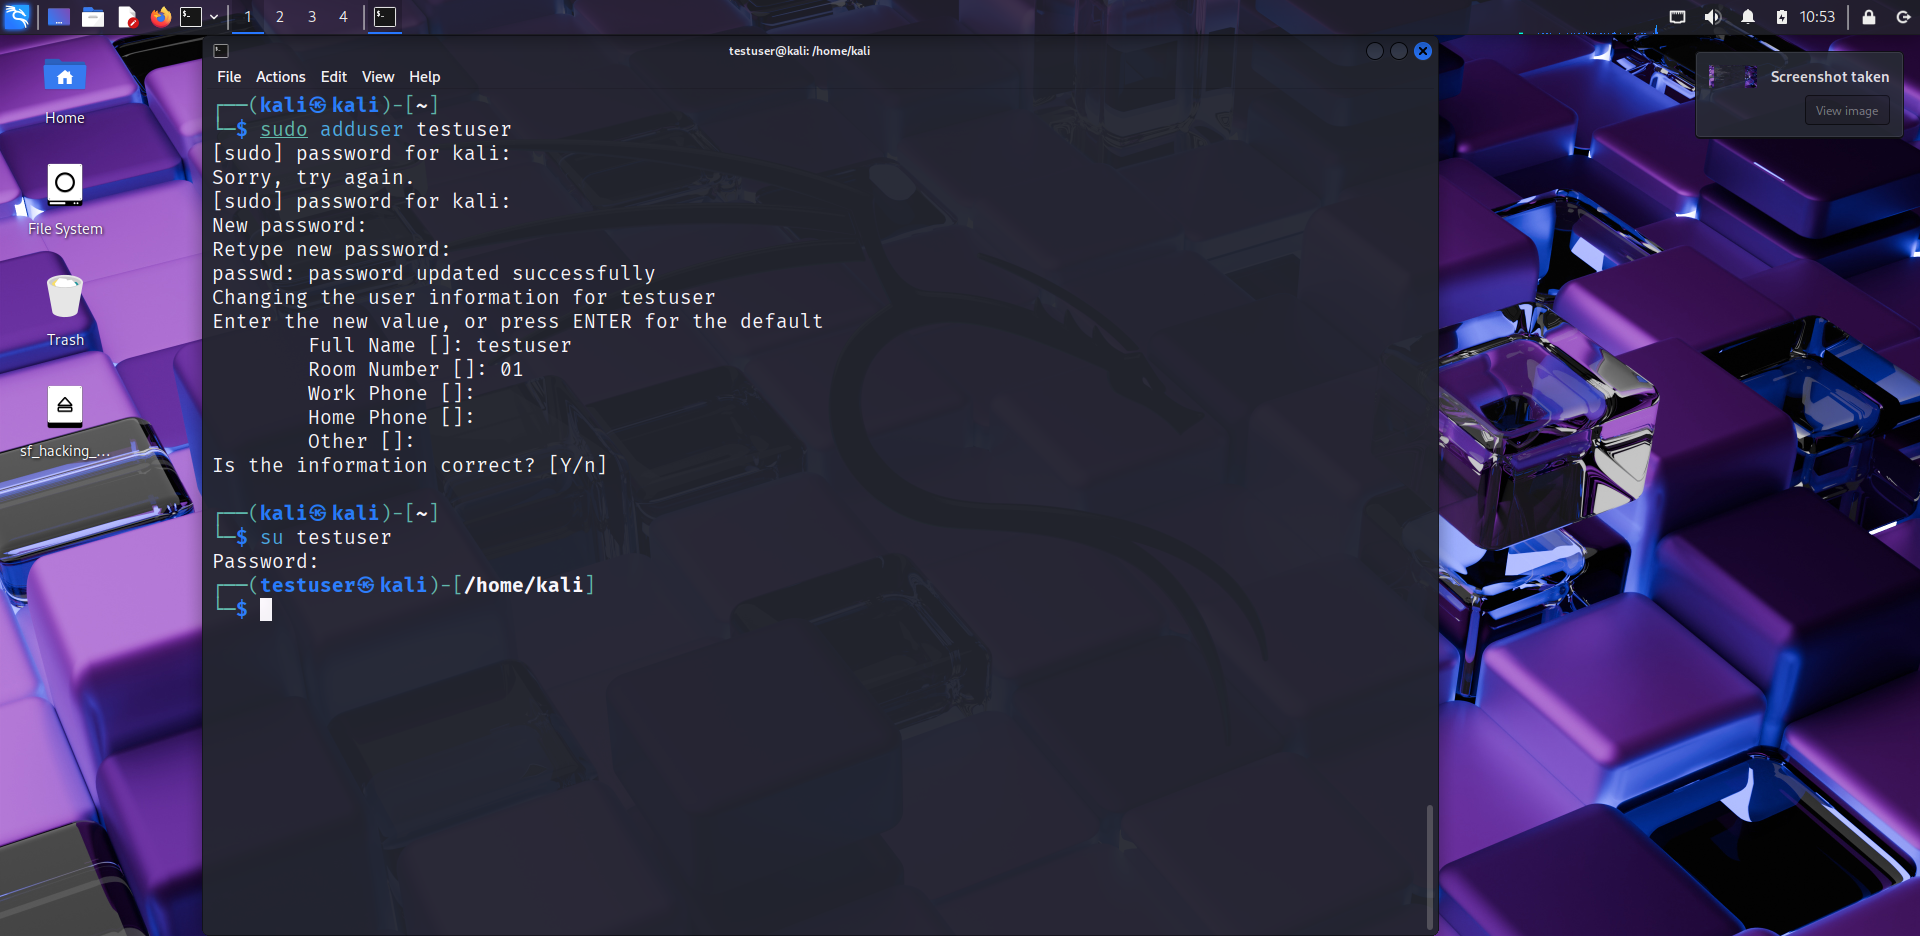 1 2 3 4
10:53
testuser@kali: /home/kali
File Actions Edit View Help
┌──(kali㉿kali)-[~]
└─$ sudo adduser testuser
[sudo] password for kali:
Sorry, try again.
[sudo] password for kali:
New password:
Retype new password:
passwd: password updated successfully
Changing the user information for testuser
Enter the new value, or press ENTER for the default
Full Name []: testuser
Room Number []: 01
Work Phone []:
Home Phone []:
Other []:
Is the information correct? [Y/n]
┌──(kali㉿kali)-[~]
└─$ su testuser
Password:
┌──(testuser㉿kali)-[/home/kali]
└─$
Home
File System
Trash
sf_hacking_...
Screenshot taken
View image